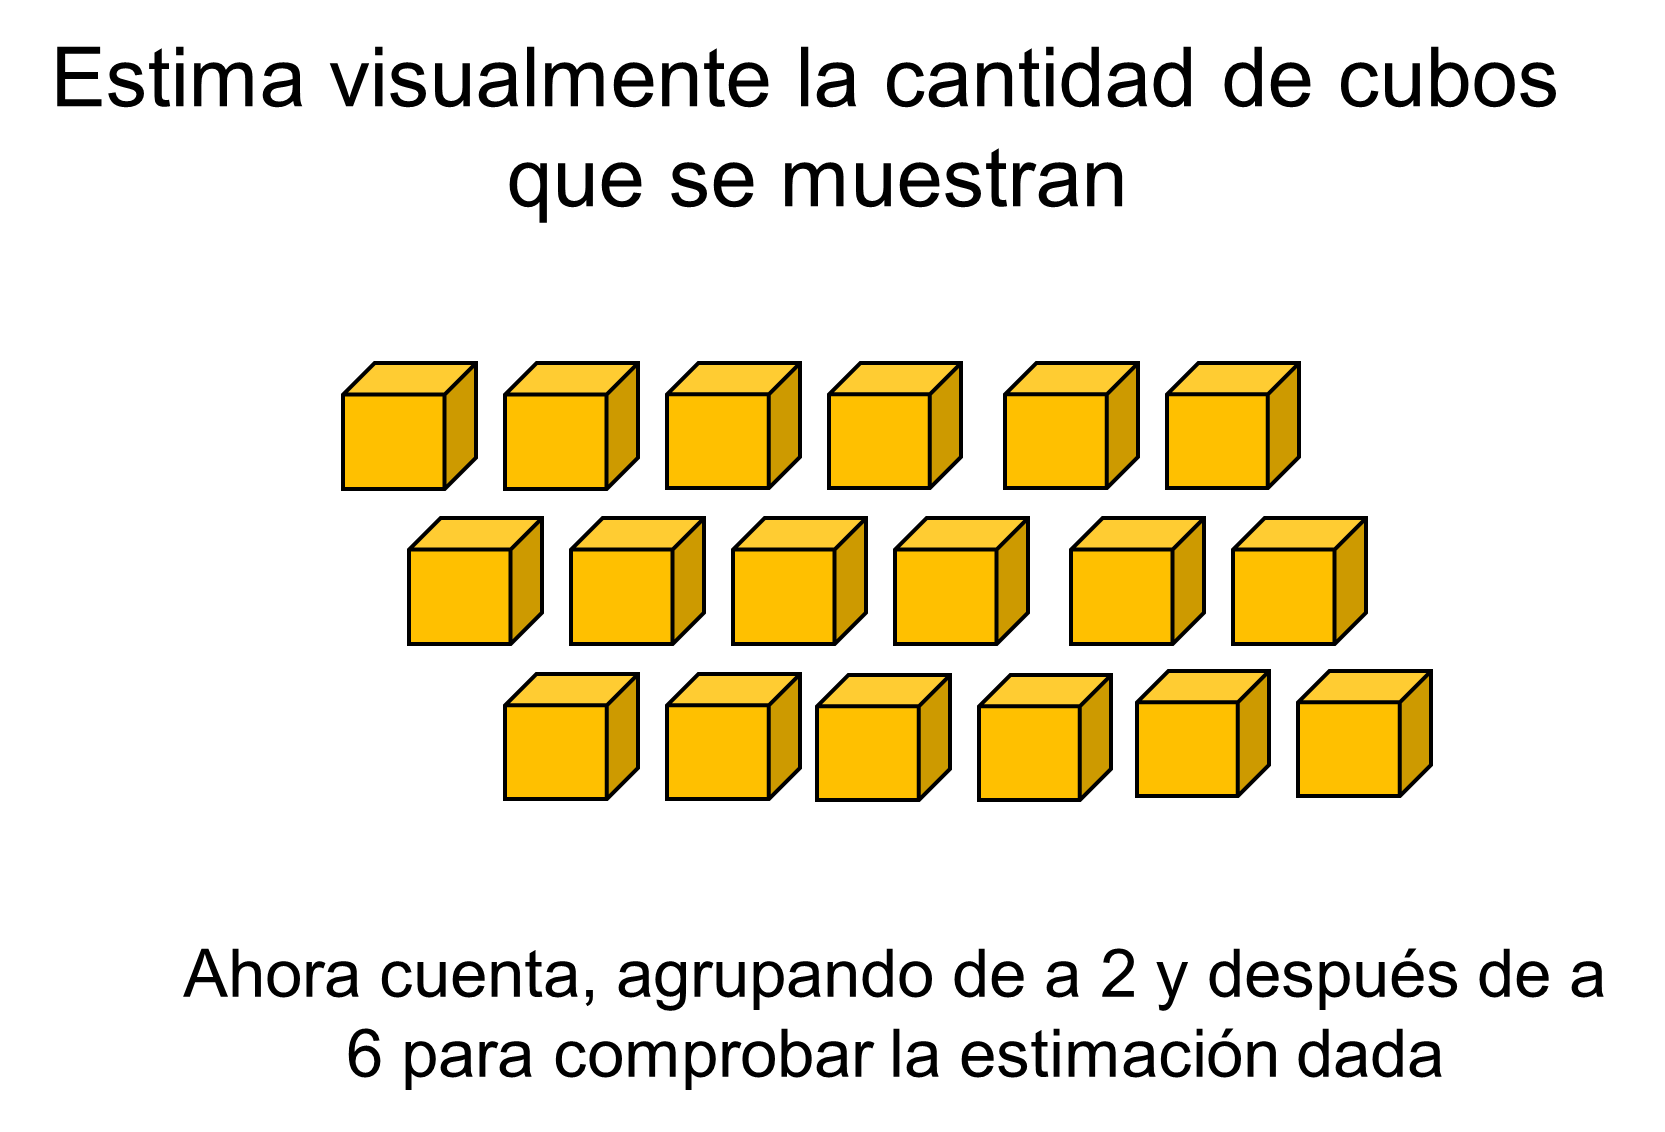 Estima visualmente la cantidad de cubos
que se muestran
Ahora cuenta, agrupando de a 2 y después de a
6 para comprobar la estimación dada